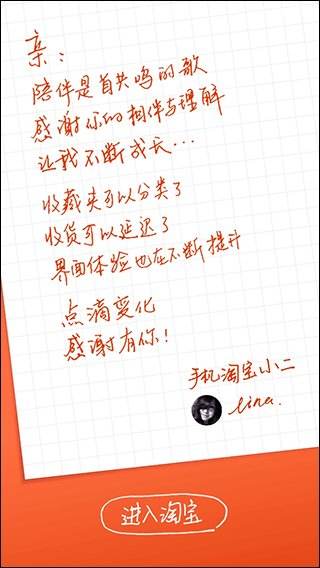 亲：
陪伴是首共鸣的歌
感谢你的相伴与理解
让我不断成长…
收藏夹可以分类了
收货可以延迟了
界面体验也在不断提升
点滴变化
感谢有你！
手机淘宝小二
lina.
进入淘宝